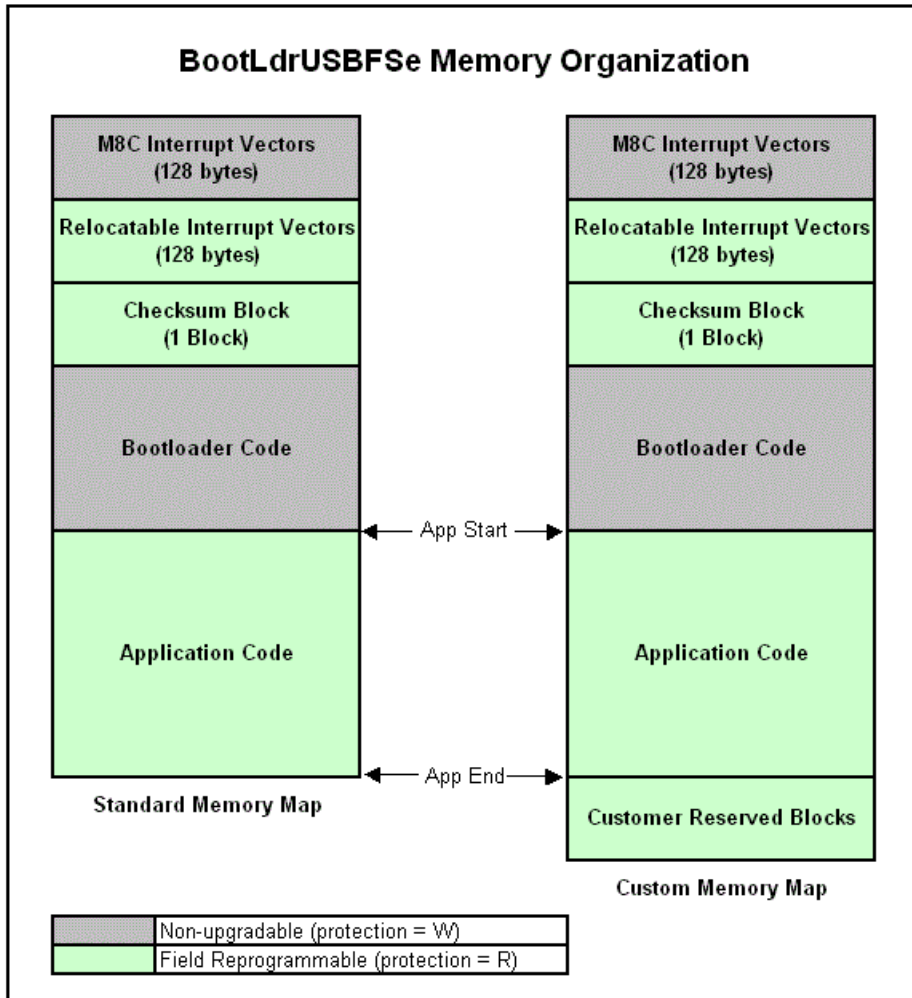 BootLdrUSBFSe Memory Organization
M8C Interrupt Vectors
(128 bytes)
Relocatable Interrupt Vectors
(128 bytes)
Checksum Block
(1 Block)
Bootloader Code
Application Code
Standard Memory Map
App Start
App End
M8C Interrupt Vectors
(128 bytes)
Relocatable Interrupt Vectors
(128 bytes)
Checksum Block
(1 Block)
Bootloader Code
Application Code
Customer Reserved Blocks
Custom Memory Map
Non-upgradable (protection = W)
Field Reprogrammable (protection = R)